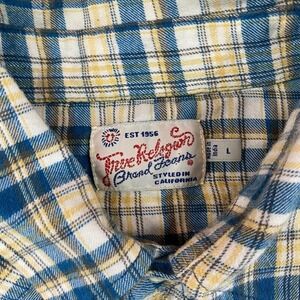 EST 1956
True Religion
Brand Jeans
STYLED IN
CALIFORNIA
L